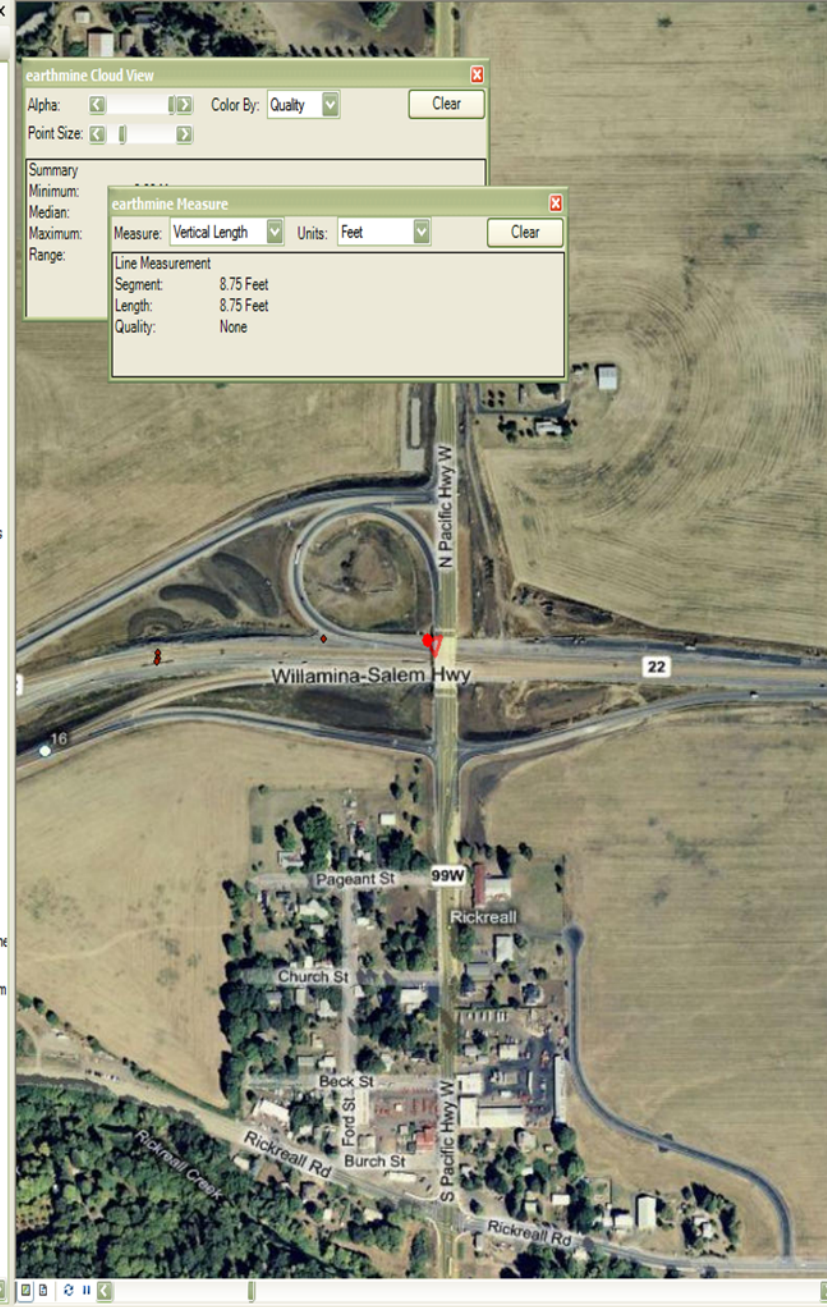 earthmine Cloud View
Alpha:
Color By: Quality
Clear
Point Size:
Summary
Minimum:
Median:
Maximum:
Range:
earthmine Measure
Measure: Vertical Length
Units: Feet
Clear
Line Measurement
Segment: 8.75 Feet
Length: 8.75 Feet
Quality: None
N Pacific Hwy W
Willamina-Salem Hwy
22
16
Pageant St
99W
Rickreall
Church St
Beck St
Ford St
S Pacific Hwy W
Rickreall Creek
Rickreall Rd
Burch St
Rickreall Rd